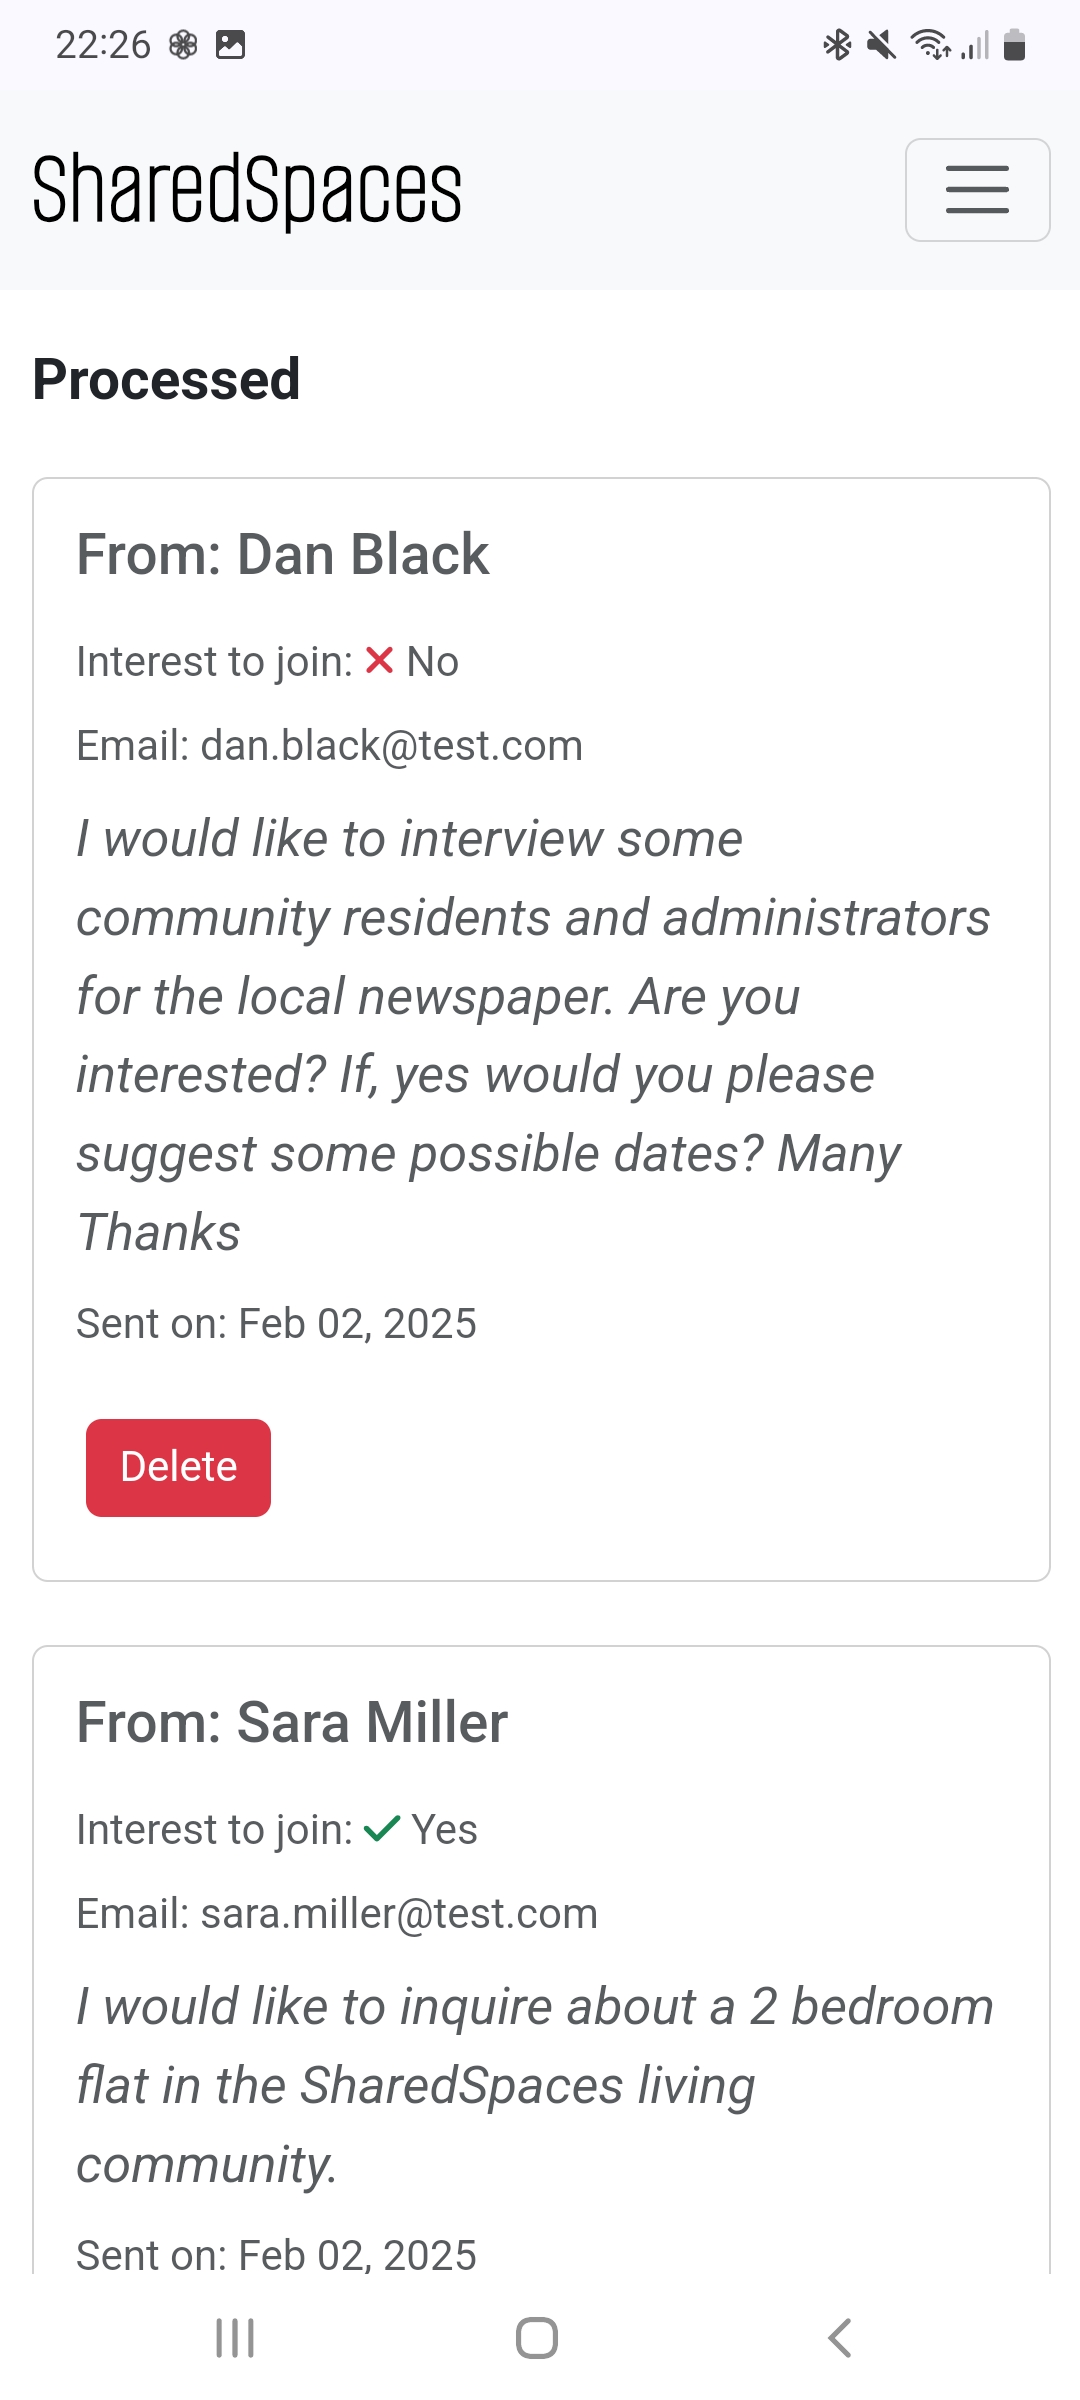 22:26
SharedSpaces
Processed
From: Dan Black
Interest to join: ❌ No
Email: dan.black@test.com
I would like to interview some
community residents and administrators
for the local newspaper. Are you
interested? If, yes would you please
suggest some possible dates? Many
Thanks
Sent on: Feb 02, 2025
Delete
From: Sara Miller
Interest to join: ✓ Yes
Email: sara.miller@test.com
I would like to inquire about a 2 bedroom
flat in the SharedSpaces living
community.
Sent on: Feb 02, 2025